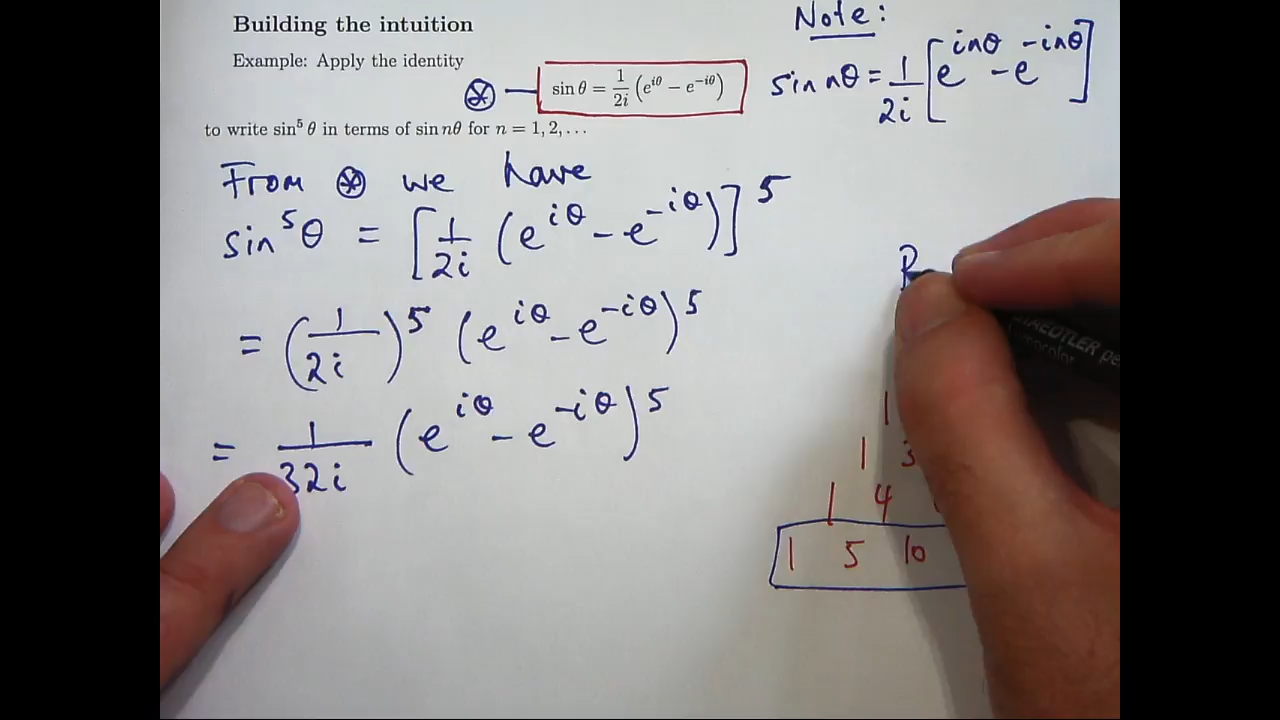 Building the intuition
Example: Apply the identity
⊛ — sin θ = 1/2i (e^{iθ} − e^{−iθ})
to write sin⁵ θ in terms of sin nθ for n = 1, 2, . . .
Note:
sin nθ = 1/2i [e^{inθ} − e^{−inθ}]
From ⊛ we have
sin⁵θ = [1/2i (e^{iθ} − e^{−iθ})]⁵
= (1/2i)⁵ (e^{iθ} − e^{−iθ})⁵
= 1/32i (e^{iθ} − e^{−iθ})⁵
1
1 3
1 4
1 5 10
STAEDTLER